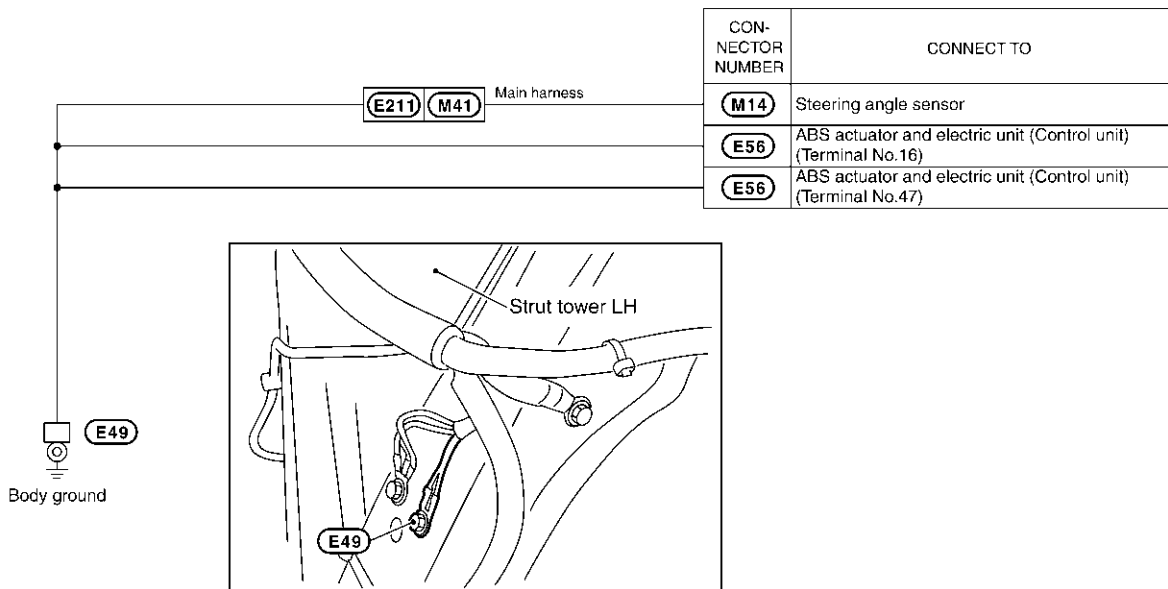 CON-
NECTOR
NUMBER
CONNECT TO
E211 M41 Main harness
M14 Steering angle sensor
E56 ABS actuator and electric unit (Control unit)
(Terminal No.16)
E56 ABS actuator and electric unit (Control unit)
(Terminal No.47)
Strut tower LH
E49
Body ground
E49